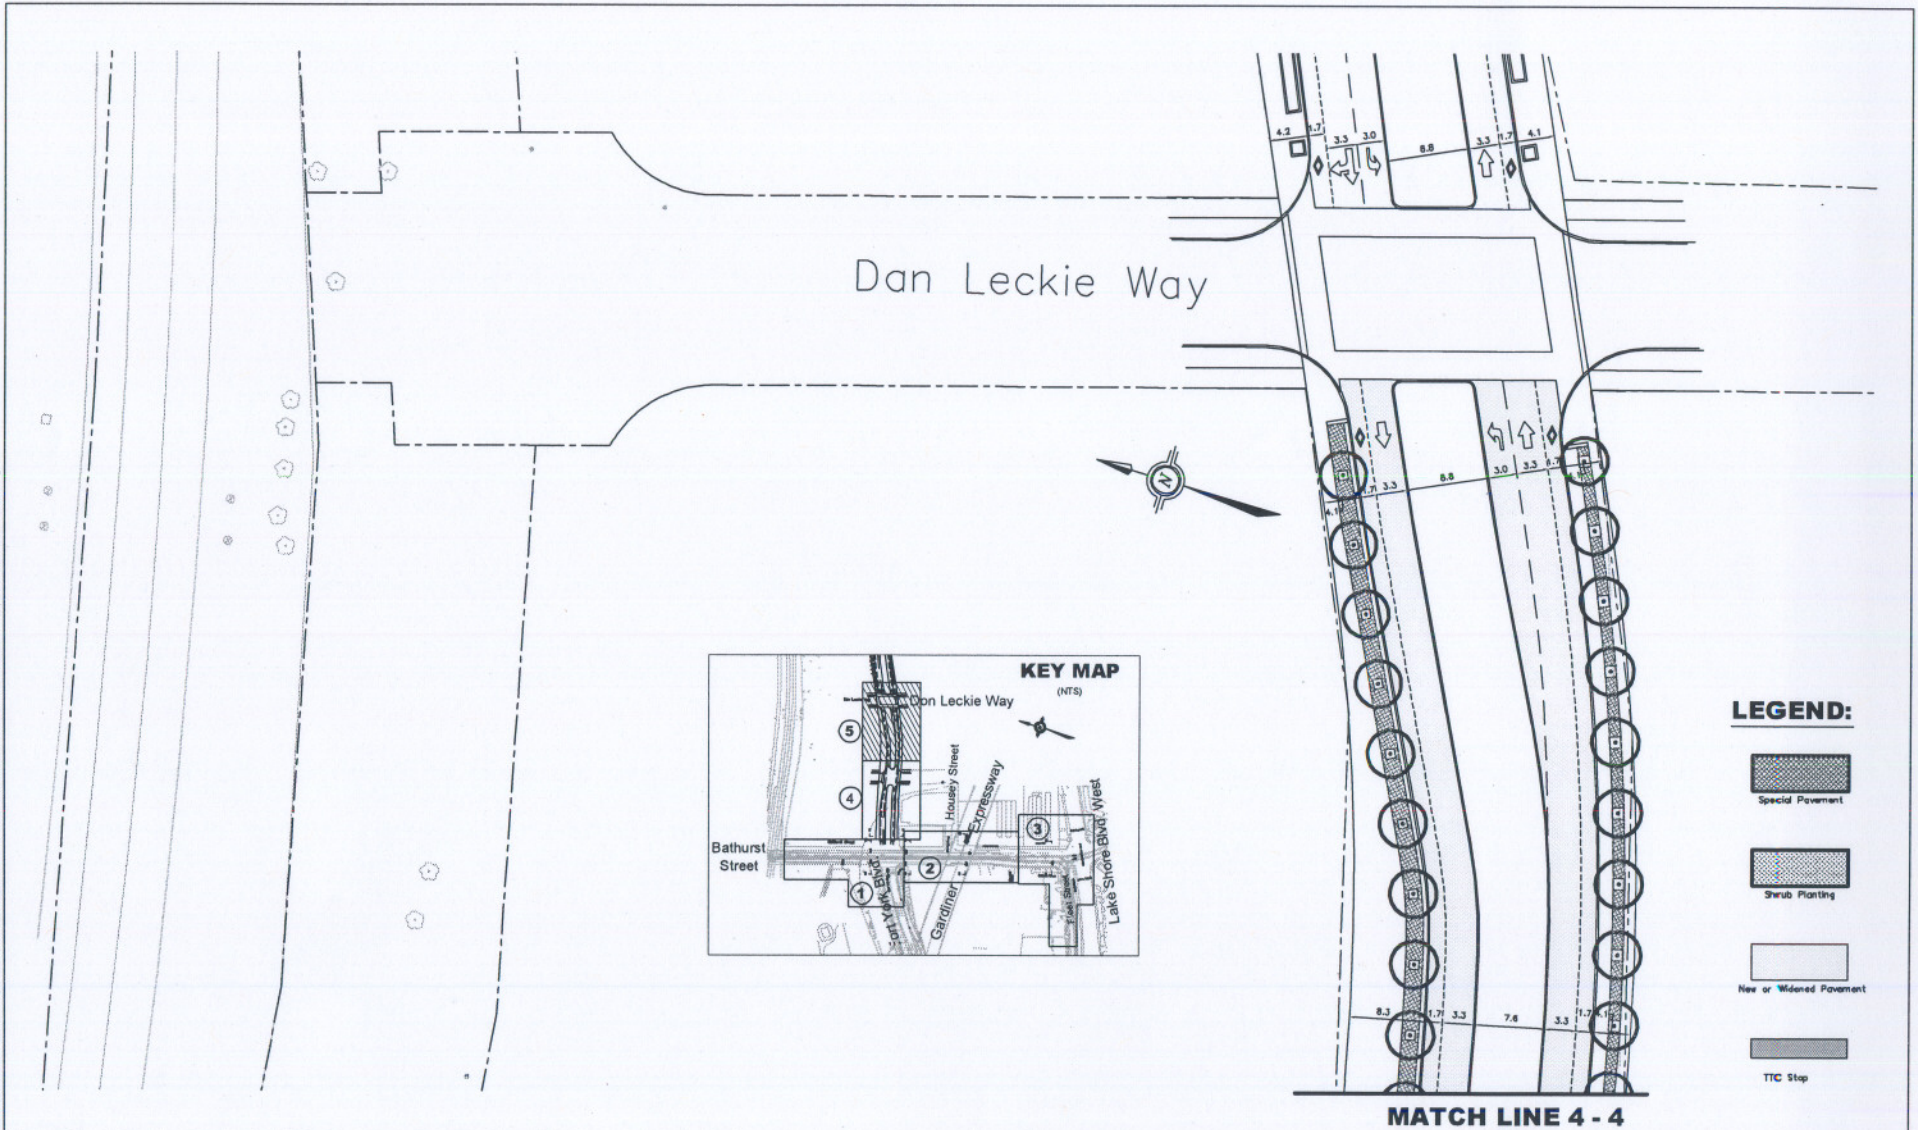 4.2 1.7 3.3 3.0 8.8 3.3 1.7 4.1
Dan Leckie Way
N
4.1 1.7 3.3 8.8 3.0 3.3 1.7
KEY MAP
(NTS)
Don Leckie Way
5
4
Housey Street
Expressway
3
Lake Shore Blvd. West
Bathurst
Street
2
1
Gardiner
LEGEND:
Special Pavement
Shrub Planting
New or Widened Pavement
TTC Stop
8.3 1.7 3.3 7.6 3.3 1.7 4.1
MATCH LINE 4 - 4